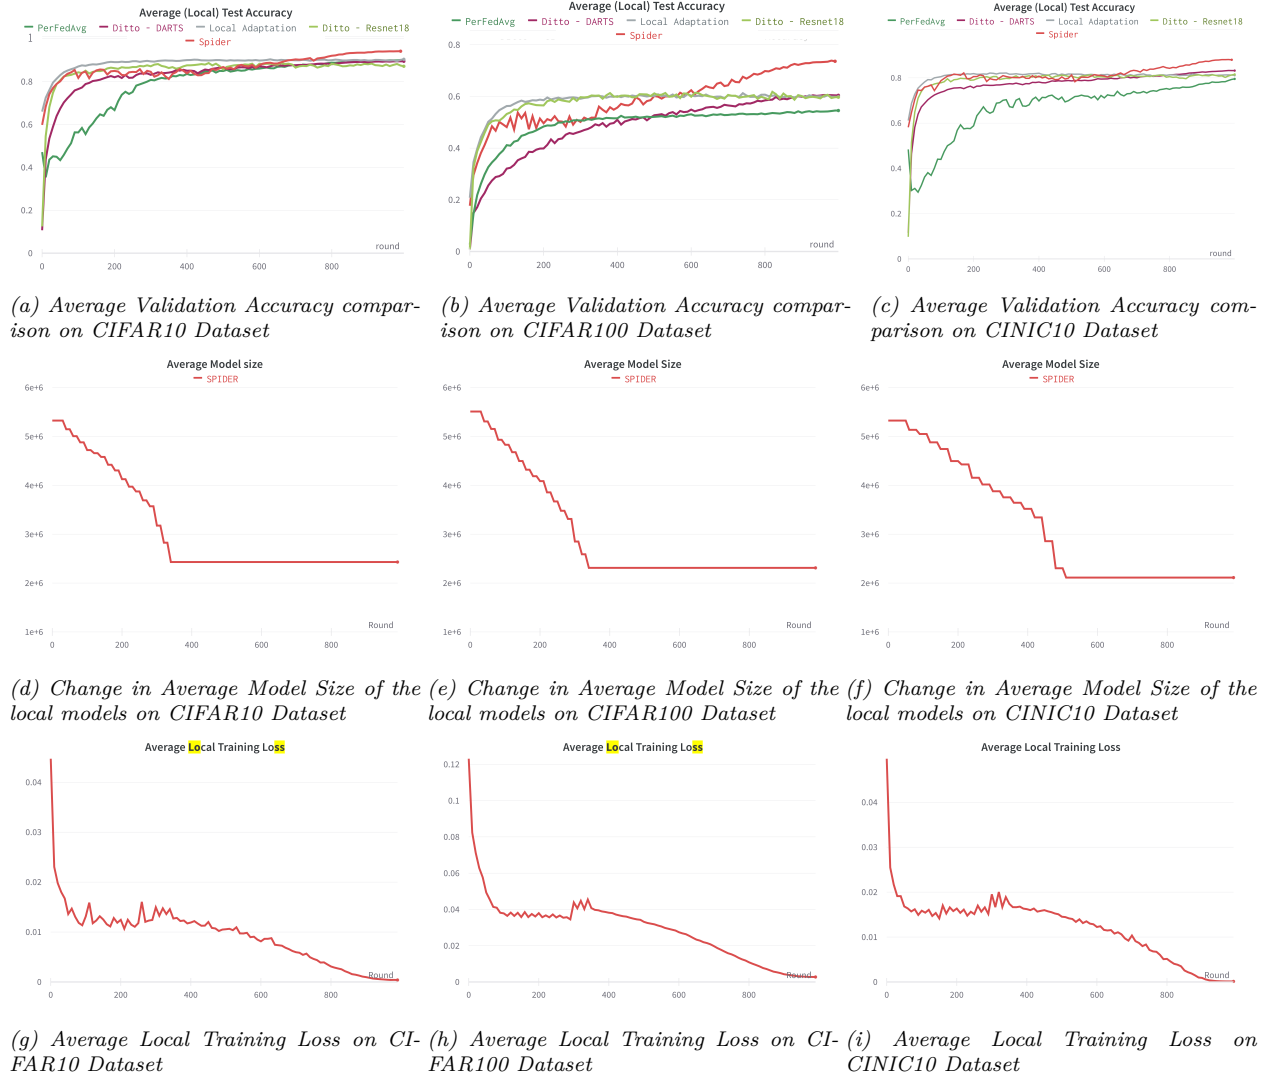 Average (Local) Test Accuracy
PerFedAvg Ditto - DARTS Local Adaptation Ditto - Resnet18
Spider
1
0.8
0.6
0.4
0.2
0
round
0 200 400 600 800
(a) Average Validation Accuracy compar-
ison on CIFAR10 Dataset
Average (Local) Test Accuracy
PerFedAvg Ditto - DARTS Local Adaptation Ditto - Resnet18
Spider
0.8
0.6
0.4
0.2
0
round
0 200 400 600 800
(b) Average Validation Accuracy compar-
ison on CIFAR100 Dataset
Average (Local) Test Accuracy
PerFedAvg Ditto - DARTS Local Adaptation Ditto - Resnet18
Spider
0.8
0.6
0.4
0.2
0
round
0 200 400 600 800
(c) Average Validation Accuracy com-
parison on CINIC10 Dataset
Average Model size
SPIDER
6e+6
5e+6
4e+6
3e+6
2e+6
1e+6
Round
0 200 400 600 800
(d) Change in Average Model Size of the
local models on CIFAR10 Dataset
Average Model Size
SPIDER
6e+6
5e+6
4e+6
3e+6
2e+6
1e+6
Round
0 200 400 600 800
(e) Change in Average Model Size of the
local models on CIFAR100 Dataset
Average Model Size
SPIDER
6e+6
5e+6
4e+6
3e+6
2e+6
1e+6
Round
0 200 400 600 800
(f) Change in Average Model Size of the
local models on CINIC10 Dataset
Average Local Training Loss
0.04
0.03
0.02
0.01
0
Round
0 200 400 600 800
(g) Average Local Training Loss on CI-
FAR10 Dataset
Average Local Training Loss
0.12
0.1
0.08
0.06
0.04
0.02
0
Round
0 200 400 600 800
(h) Average Local Training Loss on CI-
FAR100 Dataset
Average Local Training Loss
0.04
0.03
0.02
0.01
0
Round
0 200 400 600 800
(i) Average Local Training Loss on
CINIC10 Dataset